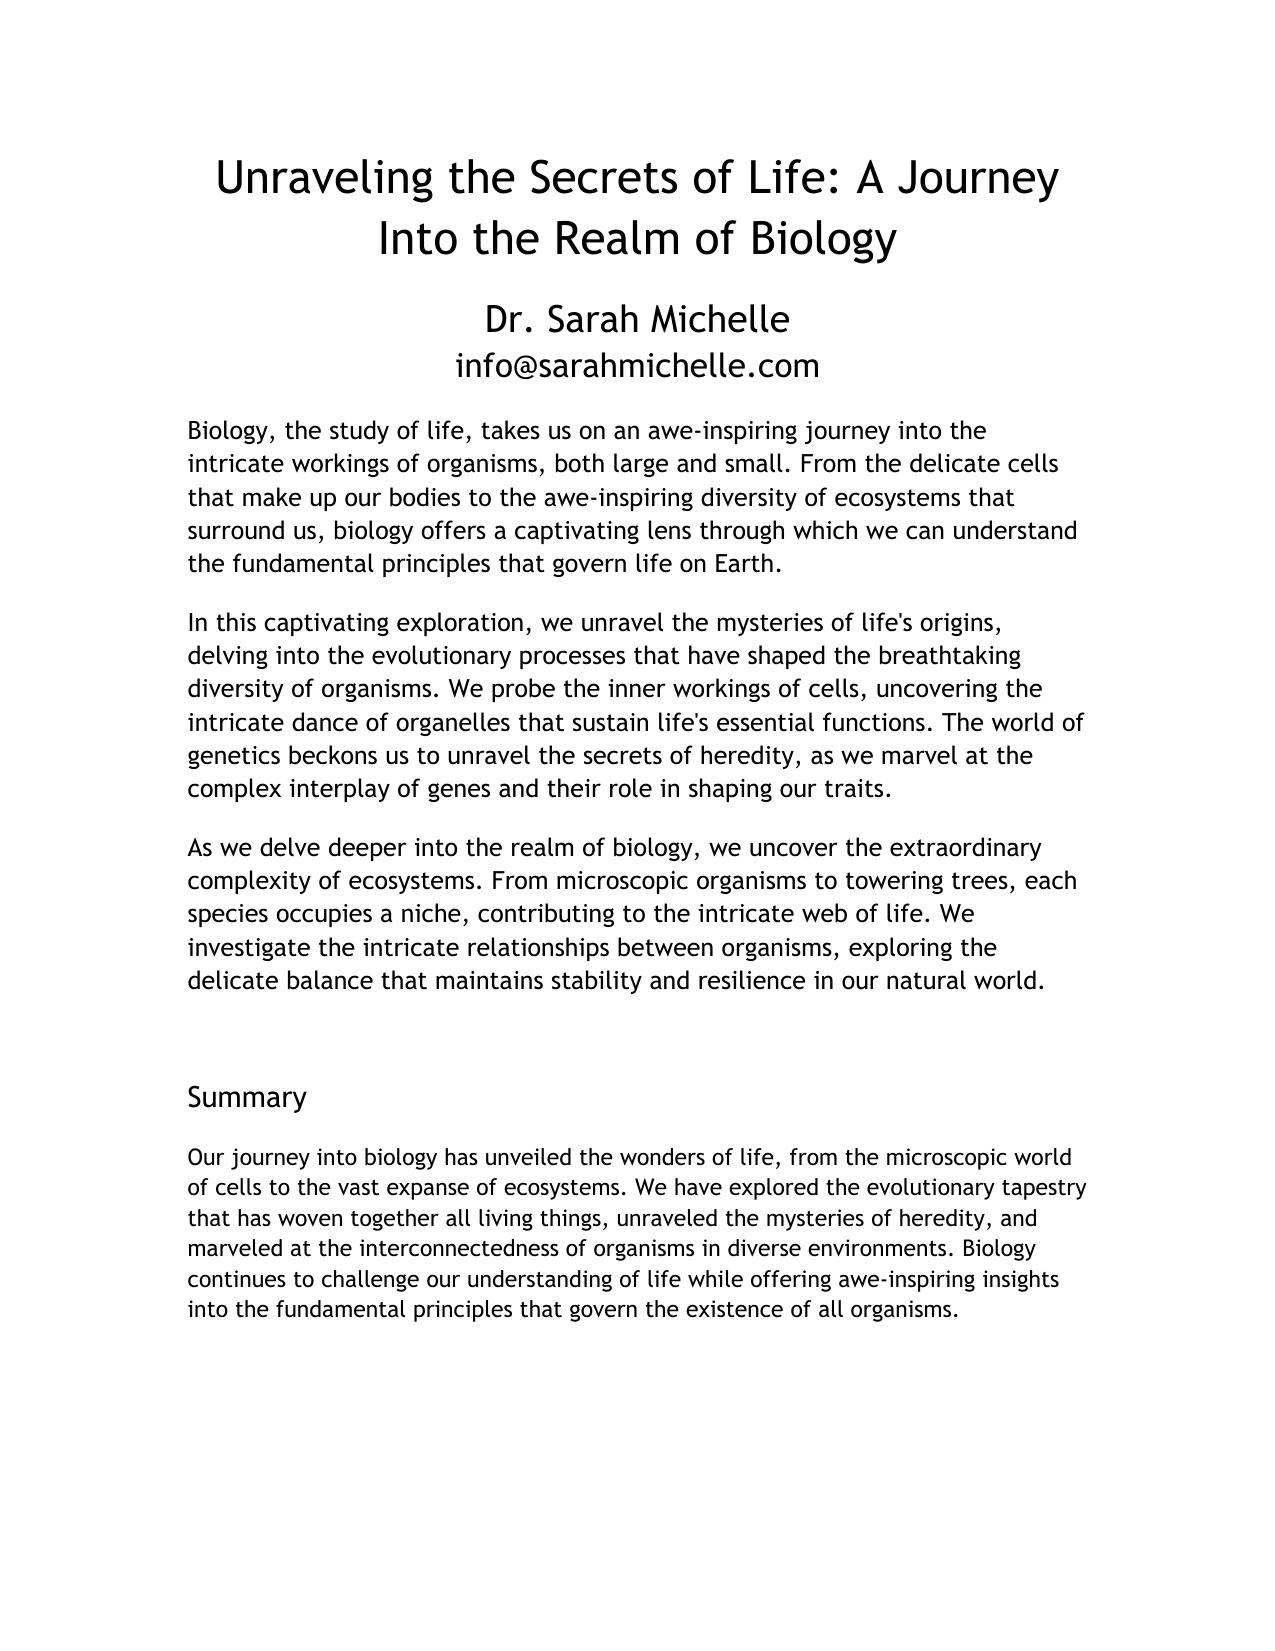 Unraveling the Secrets of Life: A Journey
Into the Realm of Biology
Dr. Sarah Michelle
info@sarahmichelle.com
Biology, the study of life, takes us on an awe-inspiring journey into the
intricate workings of organisms, both large and small. From the delicate cells
that make up our bodies to the awe-inspiring diversity of ecosystems that
surround us, biology offers a captivating lens through which we can understand
the fundamental principles that govern life on Earth.
In this captivating exploration, we unravel the mysteries of life's origins,
delving into the evolutionary processes that have shaped the breathtaking
diversity of organisms. We probe the inner workings of cells, uncovering the
intricate dance of organelles that sustain life's essential functions. The world of
genetics beckons us to unravel the secrets of heredity, as we marvel at the
complex interplay of genes and their role in shaping our traits.
As we delve deeper into the realm of biology, we uncover the extraordinary
complexity of ecosystems. From microscopic organisms to towering trees, each
species occupies a niche, contributing to the intricate web of life. We
investigate the intricate relationships between organisms, exploring the
delicate balance that maintains stability and resilience in our natural world.
Summary
Our journey into biology has unveiled the wonders of life, from the microscopic world
of cells to the vast expanse of ecosystems. We have explored the evolutionary tapestry
that has woven together all living things, unraveled the mysteries of heredity, and
marveled at the interconnectedness of organisms in diverse environments. Biology
continues to challenge our understanding of life while offering awe-inspiring insights
into the fundamental principles that govern the existence of all organisms.